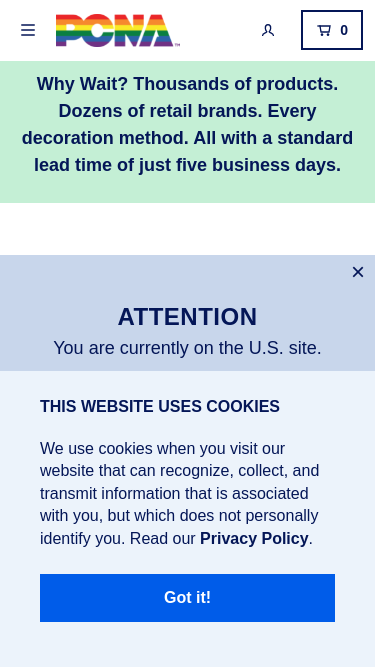 PCNA™
0
Why Wait? Thousands of products.
Dozens of retail brands. Every
decoration method. All with a standard
lead time of just five business days.
ATTENTION
You are currently on the U.S. site.
THIS WEBSITE USES COOKIES
We use cookies when you visit our
website that can recognize, collect, and
transmit information that is associated
with you, but which does not personally
identify you. Read our Privacy Policy.
Got it!